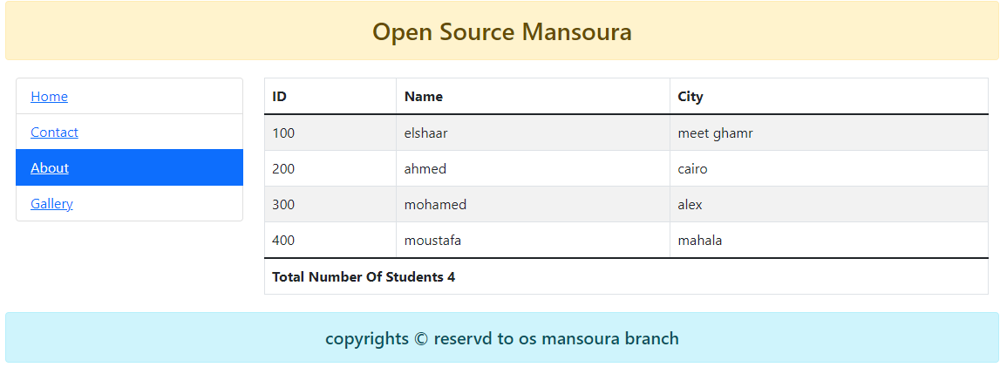 Open Source Mansoura
Home
Contact
About
Gallery
ID Name City
100 elshaar meet ghamr
200 ahmed cairo
300 mohamed alex
400 moustafa mahala
Total Number Of Students 4
copyrights © reservd to os mansoura branch